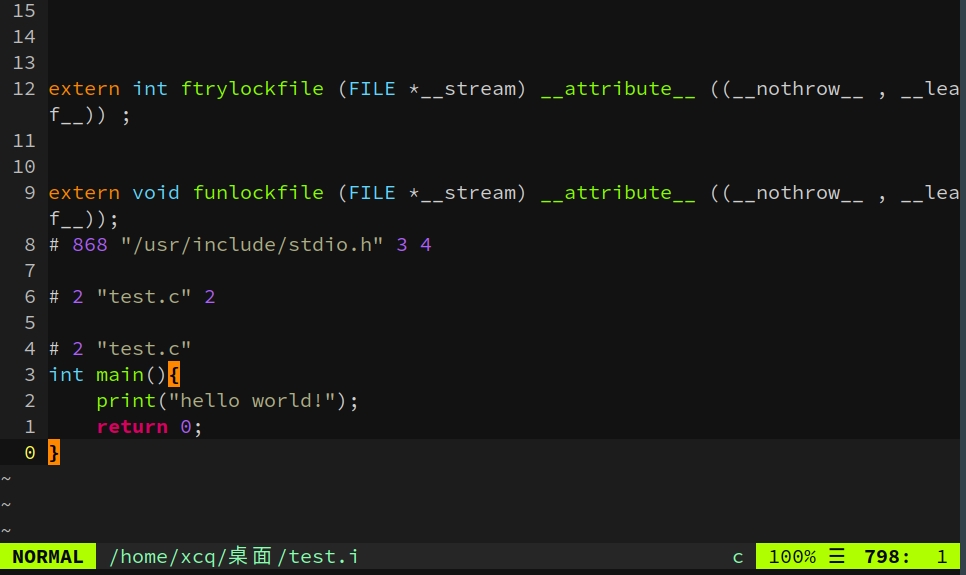 15
14
13
12 extern int ftrylockfile (FILE *__stream) __attribute__ ((__nothrow__ , __lea
f__)) ;
11
10
9 extern void funlockfile (FILE *__stream) __attribute__ ((__nothrow__ , __lea
f__));
8 # 868 "/usr/include/stdio.h" 3 4
7
6 # 2 "test.c" 2
5
4 # 2 "test.c"
3 int main(){
2     print("hello world!");
1     return 0;
0 }
~
~
~
NORMAL /home/xcq/桌面/test.i c 100% ☰ 798: 1